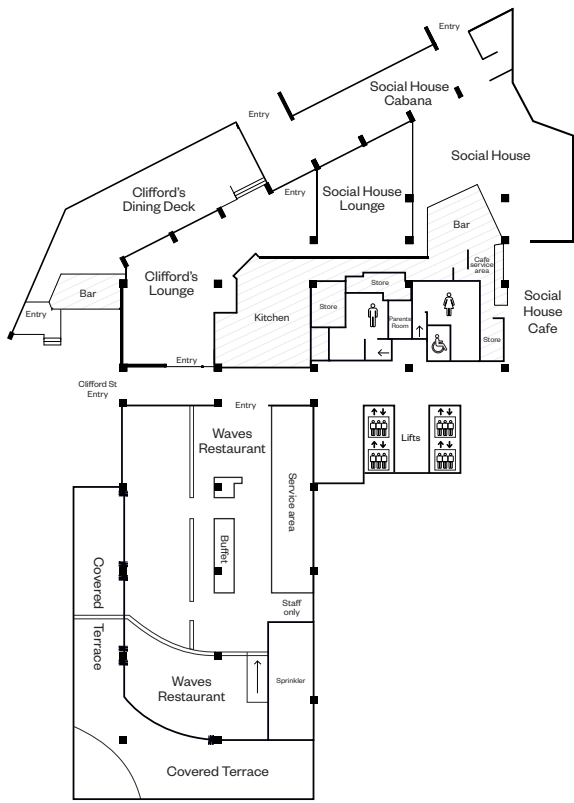 Entry
Social House
Cabana
Entry
Social House
Clifford's
Dining Deck
Entry
Social House
Lounge
Bar
Clifford's
Lounge
Cafe
service
area
Bar
Store
Social
House
Cafe
Entry
Kitchen
Store
Parents
Room
Store
Entry
Clifford St
Entry
Entry
Waves
Restaurant
Lifts
Service area
Buffet
Covered
Terrace
Staff
only
Waves
Restaurant
Sprinkler
Covered Terrace